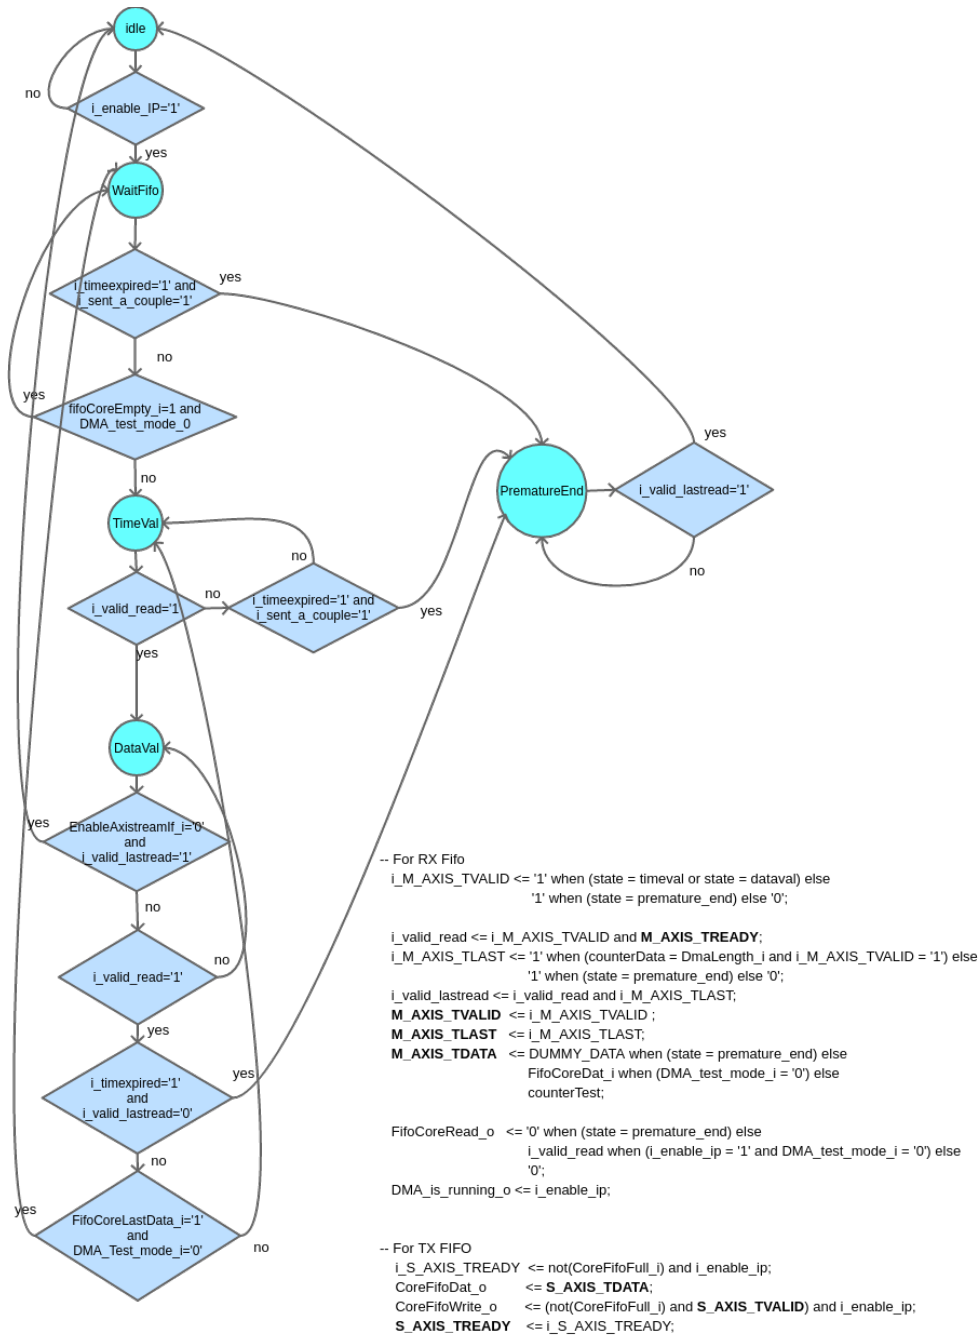 idle
no
i_enable_IP='1'
yes
WaitFifo
i_timeexpired='1' and
i_sent_a_couple='1'
yes
no
yes
fifoCoreEmpty_i=1 and
DMA_test_mode_0
no
yes
PrematureEnd
i_valid_lastread='1'
no
TimeVal
no
i_valid_read='1
no
i_timeexpired='1' and
i_sent_a_couple='1'
yes
yes
DataVal
yes
EnableAxistreamIf_i='0'
and
i_valid_lastread='1'
no
i_valid_read='1'
no
yes
i_timexpired='1'
and
i_valid_lastread='0'
yes
no
yes
FifoCoreLastData_i='1'
and
DMA_Test_mode_i='0'
no
-- For RX Fifo
i_M_AXIS_TVALID <= '1' when (state = timeval or state = dataval) else
'1' when (state = premature_end) else '0';
i_valid_read <= i_M_AXIS_TVALID and M_AXIS_TREADY;
i_M_AXIS_TLAST <= '1' when (counterData = DmaLength_i and i_M_AXIS_TVALID = '1') else
'1' when (state = premature_end) else '0';
i_valid_lastread <= i_valid_read and i_M_AXIS_TLAST;
M_AXIS_TVALID <= i_M_AXIS_TVALID ;
M_AXIS_TLAST <= i_M_AXIS_TLAST;
M_AXIS_TDATA <= DUMMY_DATA when (state = premature_end) else
FifoCoreDat_i when (DMA_test_mode_i = '0') else
counterTest;
FifoCoreRead_o <= '0' when (state = premature_end) else
i_valid_read when (i_enable_ip = '1' and DMA_test_mode_i = '0') else
'0';
DMA_is_running_o <= i_enable_ip;
-- For TX FIFO
i_S_AXIS_TREADY <= not(CoreFifoFull_i) and i_enable_ip;
CoreFifoDat_o <= S_AXIS_TDATA;
CoreFifoWrite_o <= (not(CoreFifoFull_i) and S_AXIS_TVALID) and i_enable_ip;
S_AXIS_TREADY <= i_S_AXIS_TREADY;